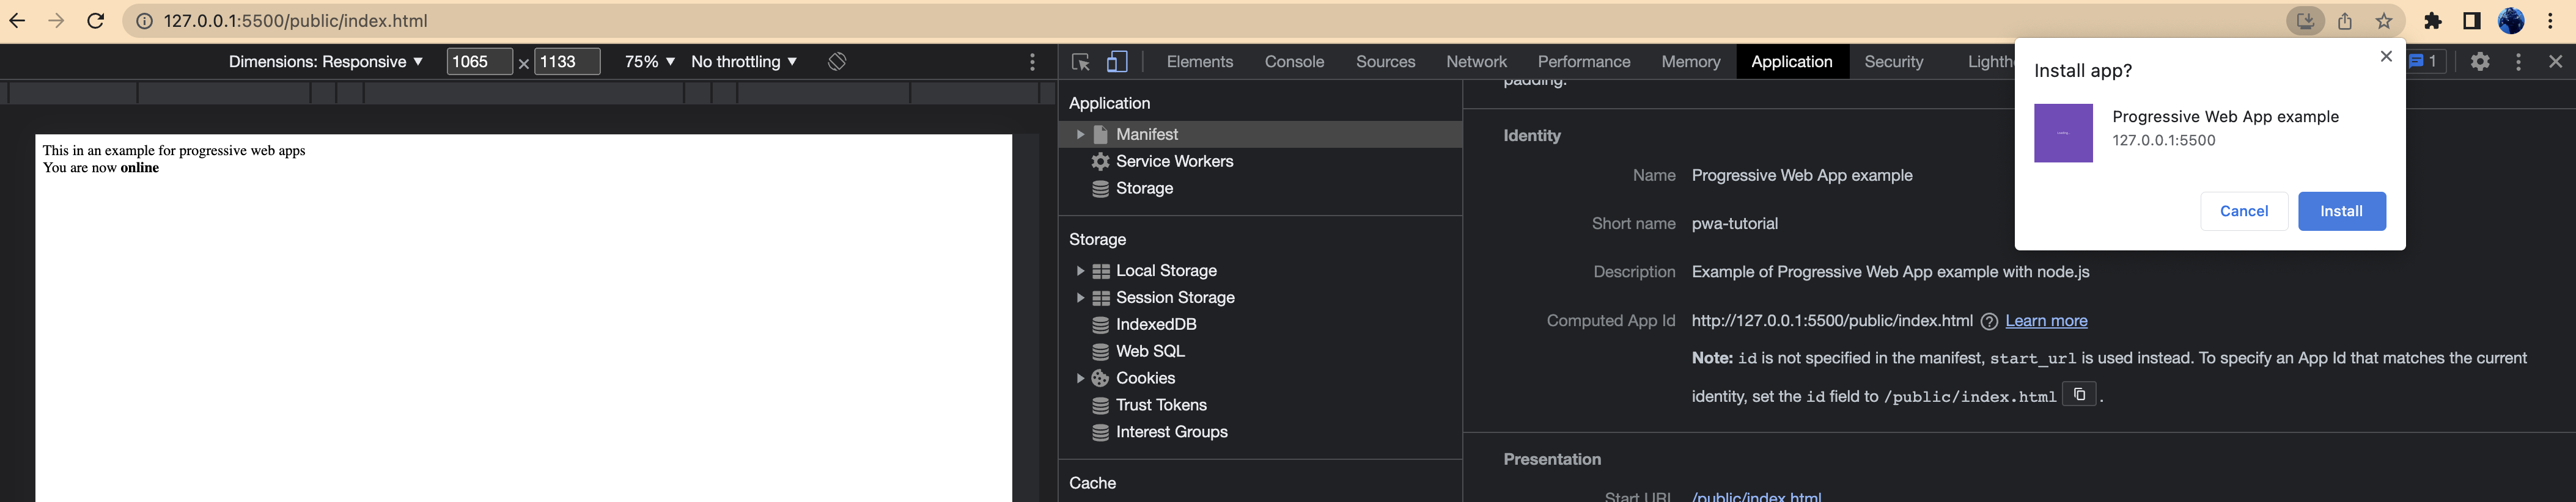 127.0.0.1:5500/public/index.html
Dimensions: Responsive ▼ 1065 × 1133 75% ▼ No throttling ▼
Elements Console Sources Network Performance Memory Application Security 1
This in an example for progressive web apps
You are now online
Application
Manifest
Service Workers
Storage
Storage
Local Storage
Session Storage
IndexedDB
Web SQL
Cookies
Trust Tokens
Interest Groups
Cache
padding.
Identity
Name Progressive Web App example
Short name pwa-tutorial
Description Example of Progressive Web App example with node.js
Computed App Id http://127.0.0.1:5500/public/index.html ? Learn more
Note: id is not specified in the manifest, start_url is used instead. To specify an App Id that matches the current
identity, set the id field to /public/index.html .
Presentation
Start URL /public/index.html
Install app?
Progressive Web App example
127.0.0.1:5500
Cancel Install